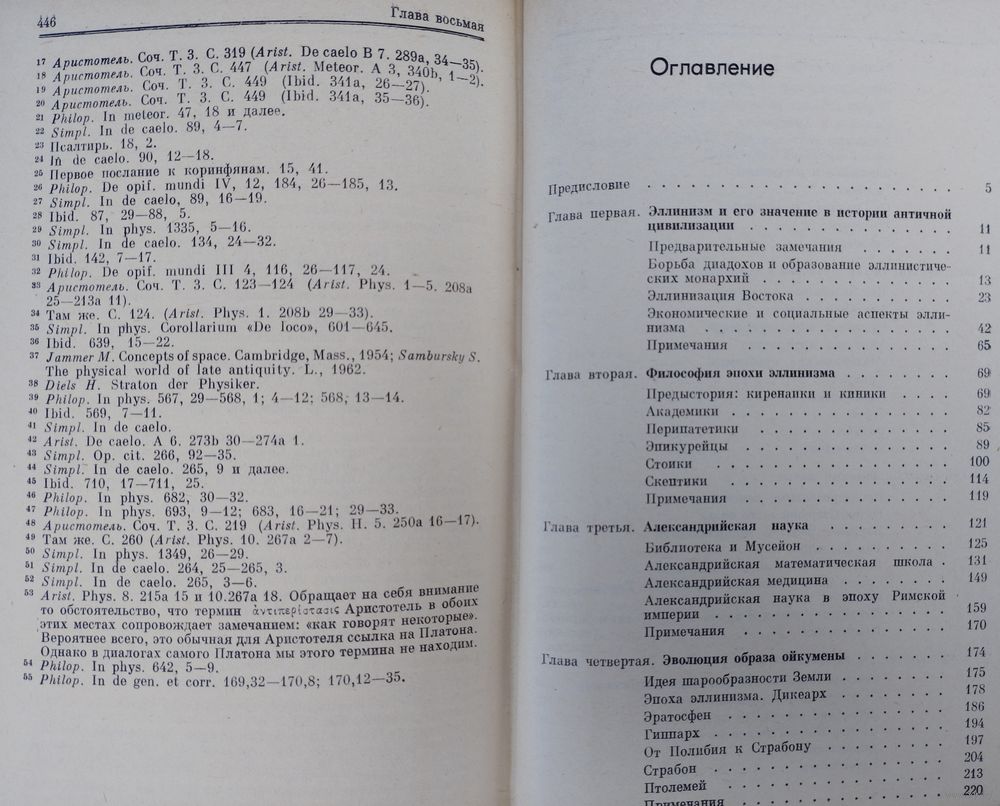 446
Глава восьмая
17 Аристотель. Соч. Т. 3. С. 319 (Arist. De caelo B 7. 289a, 34—35).
18 Аристотель. Соч. Т. 3. С. 447 (Arist. Meteor. A 3, 340b, 1—2).
19 Аристотель. Соч. Т. 3. С. 449 (Ibid. 341a, 26—27).
20 Аристотель. Соч. Т. 3. С. 449 (Ibid. 341a, 35—36).
21 Philop. In meteor. 47, 18 и далее.
22 Simpl. In de caelo. 89, 4—7.
23 Псалтирь. 18, 2.
24 In de caelo. 90, 12—18.
25 Первое послание к коринфянам. 15, 41.
26 Philop. De opif. mundi IV, 12, 184, 26—185, 13.
27 Simpl. In de caelo, 89, 16—19.
28 Ibid. 87, 29—88, 5.
29 Simpl. In phys. 1335, 5—16.
30 Simpl. In de caelo. 134, 24—32.
31 Ibid. 142, 7—17.
32 Philop. De opif. mundi III 4, 116, 26—117, 24.
33 Аристотель. Соч. Т. 3. С. 123—124 (Arist. Phys. 1—5. 208a
25—213a 11).
34 Там же. С. 124. (Arist. Phys. 1. 208b 29—33).
35 Simpl. In phys. Corollarium «De loco», 601—645.
36 Ibid. 639, 15—22.
37 Jammer M. Concepts of space. Cambridge, Mass., 1954; Sambursky S.
The physical world of late antiquity. L., 1962.
38 Diels H. Straton der Physiker.
39 Philop. In phys. 567, 29—568, 1; 4—12; 568, 13—14.
40 Ibid. 569, 7—11.
41 Simpl. In de caelo.
42 Arist. De caelo. A 6. 273b 30—274a 1.
43 Simpl. Op. cit. 266, 92—35.
44 Simpl. In de caelo. 265, 9 и далее.
45 Ibid. 710, 17—711, 25.
46 Philop. In phys. 682, 30—32.
47 Philop. In phys. 693, 9—12; 683, 16—21; 29—33.
48 Аристотель. Соч. Т. 3. С. 219 (Arist. Phys. H. 5. 250a 16—17).
49 Там же. С. 260 (Arist. Phys. 10. 267a 2—7).
50 Simpl. In phys. 1349, 26—29.
51 Simpl. In de caelo. 264, 25—265, 3.
52 Simpl. In de caelo. 265, 3—6.
53 Arist. Phys. 8. 215a 15 и 10.267a 18. Обращает на себя внимание
то обстоятельство, что термин ἀντιπερίστασις Аристотель в обоих
этих местах сопровождает замечанием: «как говорят некоторые».
Вероятнее всего, это обычная для Аристотеля ссылка на Платона.
Однако в диалогах самого Платона мы этого термина не находим.
54 Philop. In phys. 642, 5—9.
55 Philop. In de gen. et corr. 169,32—170,8; 170,12—35.
Оглавление
Предисловие . . . . . . . . . . . . . . . . 5
Глава первая. Эллинизм и его значение в истории античной
цивилизации . . . . . . . . . . . 11
Предварительные замечания . . . . . . 11
Борьба диадохов и образование эллинистиче-
ских монархий . . . . . . . . . . 13
Эллинизация Востока . . . . . . . . 23
Экономические и социальные аспекты элли-
низма . . . . . . . . . . . . . 42
Примечания . . . . . . . . . . . 65
Глава вторая. Философия эпохи эллинизма . . . . . . . 69
Предыстория: киренаики и киники . . . . 69
Академики . . . . . . . . . . . . 82
Перипатетики . . . . . . . . . . . 85
Эпикурейцы . . . . . . . . . . . 89
Стоики . . . . . . . . . . . . . 100
Скептики . . . . . . . . . . . . 114
Примечания . . . . . . . . . . . 119
Глава третья. Александрийская наука . . . . . . . . 121
Библиотека и Мусейон . . . . . . . . 125
Александрийская математическая школа . 131
Александрийская медицина . . . . . . 149
Александрийская наука в эпоху Римской
империи . . . . . . . . . . . . 159
Примечания . . . . . . . . . . . 170
Глава четвертая. Эволюция образа ойкумены . . . . . . 174
Идея шарообразности Земли . . . . . . 175
Эпоха эллинизма. Дикеарх . . . . . . 178
Эратосфен . . . . . . . . . . . . 186
Гиппарх . . . . . . . . . . . . . 194
От Полибия к Страбону . . . . . . . 197
Страбон . . . . . . . . . . . . . 204
Птолемей . . . . . . . . . . . . 213
Примечания . . . . . . . . . . . 220